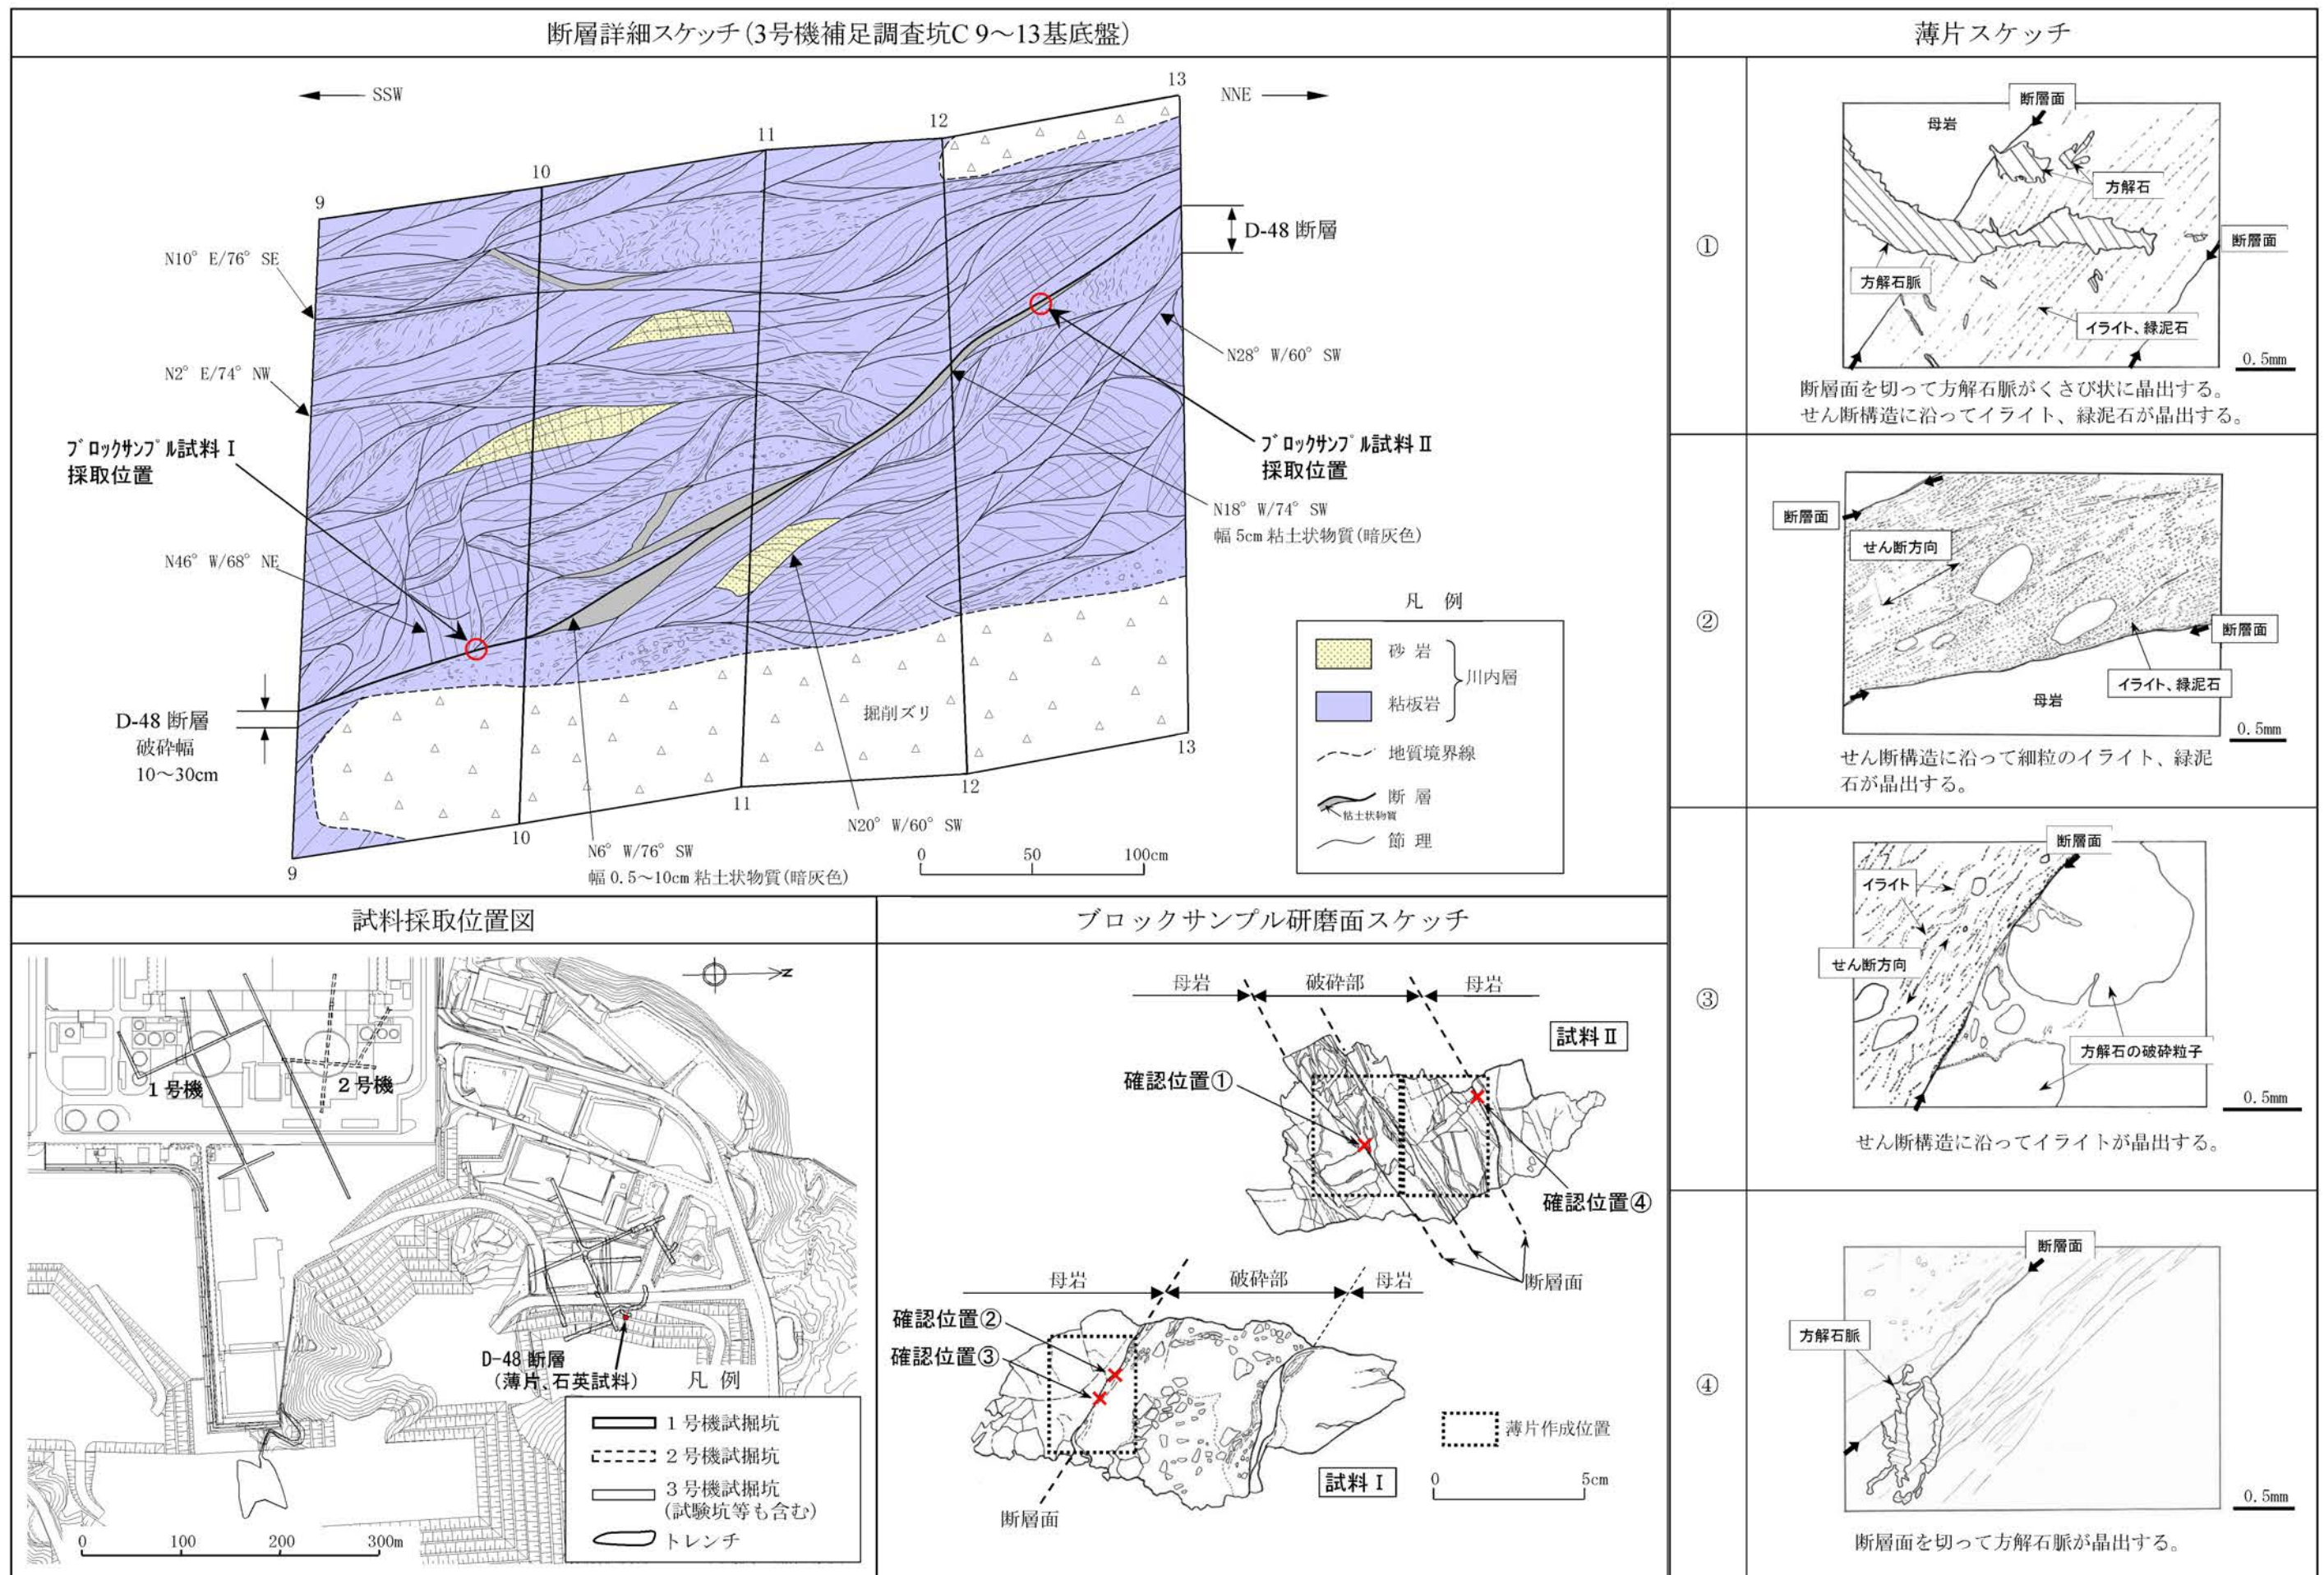 断層詳細スケッチ(3号機補足調査坑C 9～13基底盤)
SSW
NNE
9
10
11
12
13
N10° E/76° SE
N2° E/74° NW
ブロックサンプル試料Ⅰ
採取位置
N46° W/68° NE
D-48 断層
破砕幅
10～30cm
D-48 断層
N28° W/60° SW
ブロックサンプル試料Ⅱ
採取位置
N18° W/74° SW
幅 5cm 粘土状物質(暗灰色)
掘削ズリ
9
10
11
12
13
N20° W/60° SW
N6° W/76° SW
幅 0.5～10cm 粘土状物質(暗灰色)
0 50 100cm
凡 例
砂 岩
粘板岩
川内層
地質境界線
断 層
粘土状物質
節 理
薄片スケッチ
①
断層面
母岩
方解石
断層面
方解石脈
イライト、緑泥石
0.5mm
断層面を切って方解石脈がくさび状に晶出する。
せん断構造に沿ってイライト、緑泥石が晶出する。
②
断層面
せん断方向
断層面
イライト、緑泥石
母岩
0.5mm
せん断構造に沿って細粒のイライト、緑泥
石が晶出する。
③
断層面
イライト
せん断方向
方解石の破砕粒子
0.5mm
せん断構造に沿ってイライトが晶出する。
④
断層面
方解石脈
0.5mm
断層面を切って方解石脈が晶出する。
試料採取位置図
N
1号機
2号機
D-48 断層
(薄片、石英試料)
凡 例
1号機試掘坑
2号機試掘坑
3号機試掘坑
(試験坑等も含む)
トレンチ
0 100 200 300m
ブロックサンプル研磨面スケッチ
母岩 破砕部 母岩
試料Ⅱ
確認位置①
確認位置④
断層面
母岩 破砕部 母岩
確認位置②
確認位置③
試料Ⅰ
断層面
薄片作成位置
0 5cm